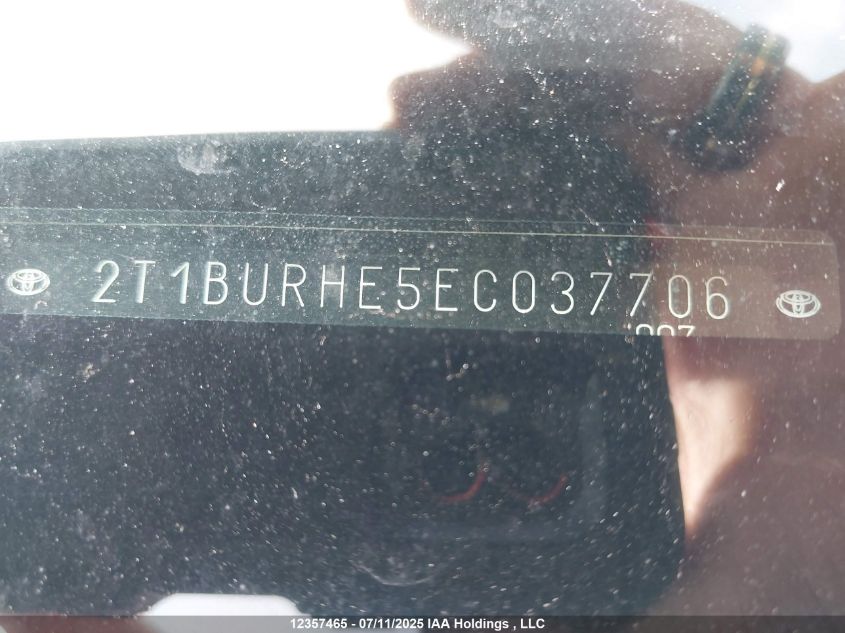 2T1BURHE5EC037706
12357465 - 07/11/2025 IAA Holdings , LLC